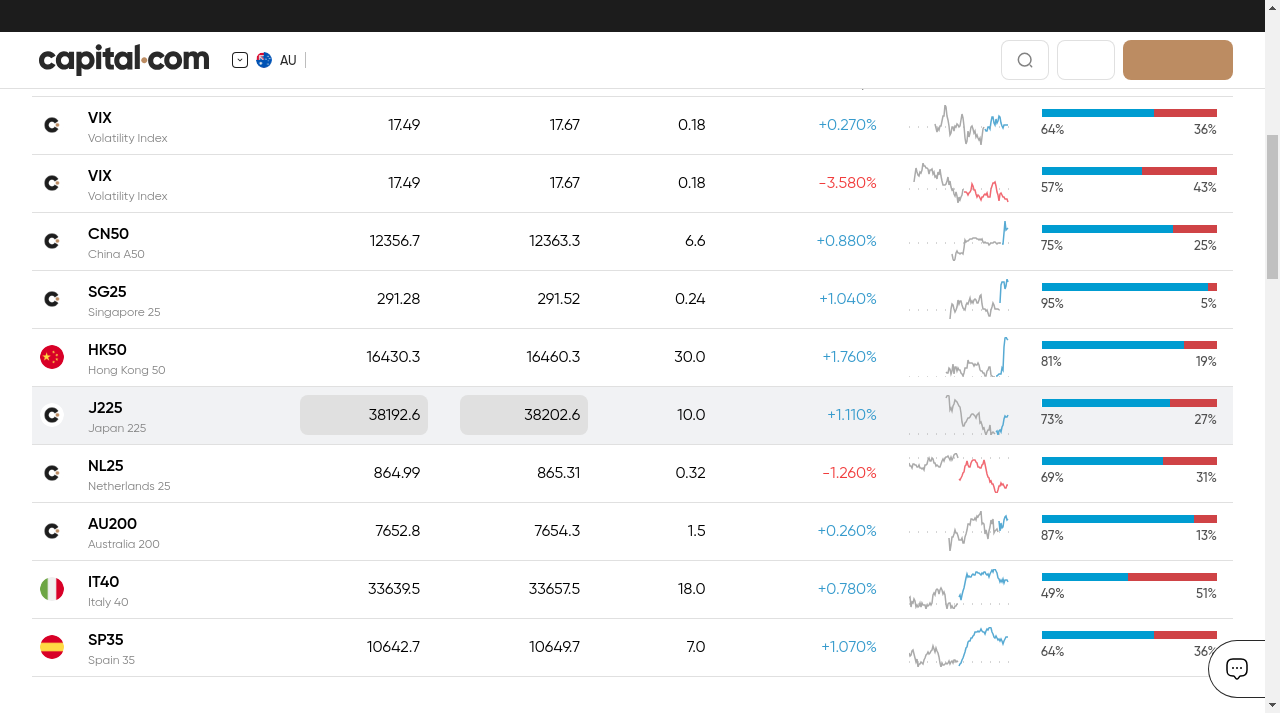 capital.com
AU
VIX 17.49 17.67 0.18 +0.270% 64% 36%
Volatility Index
VIX 17.49 17.67 0.18 -3.580% 57% 43%
Volatility Index
CN50 12356.7 12363.3 6.6 +0.880% 75% 25%
China A50
SG25 291.28 291.52 0.24 +1.040% 95% 5%
Singapore 25
HK50 16430.3 16460.3 30.0 +1.760% 81% 19%
Hong Kong 50
J225 38192.6 38202.6 10.0 +1.110% 73% 27%
Japan 225
NL25 864.99 865.31 0.32 -1.260% 69% 31%
Netherlands 25
AU200 7652.8 7654.3 1.5 +0.260% 87% 13%
Australia 200
IT40 33639.5 33657.5 18.0 +0.780% 49% 51%
Italy 40
SP35 10642.7 10649.7 7.0 +1.070% 64% 36%
Spain 35